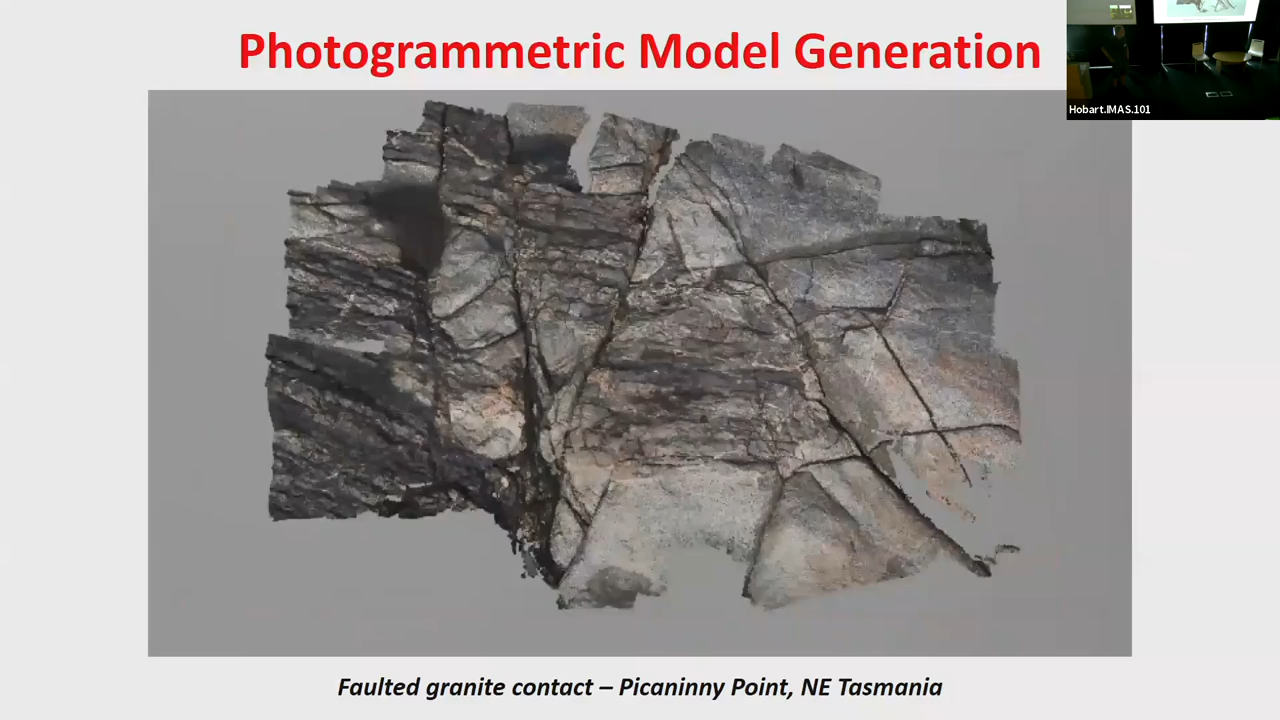 Photogrammetric Model Generation
Hobart.IMAS.101
Faulted granite contact – Picaninny Point, NE Tasmania